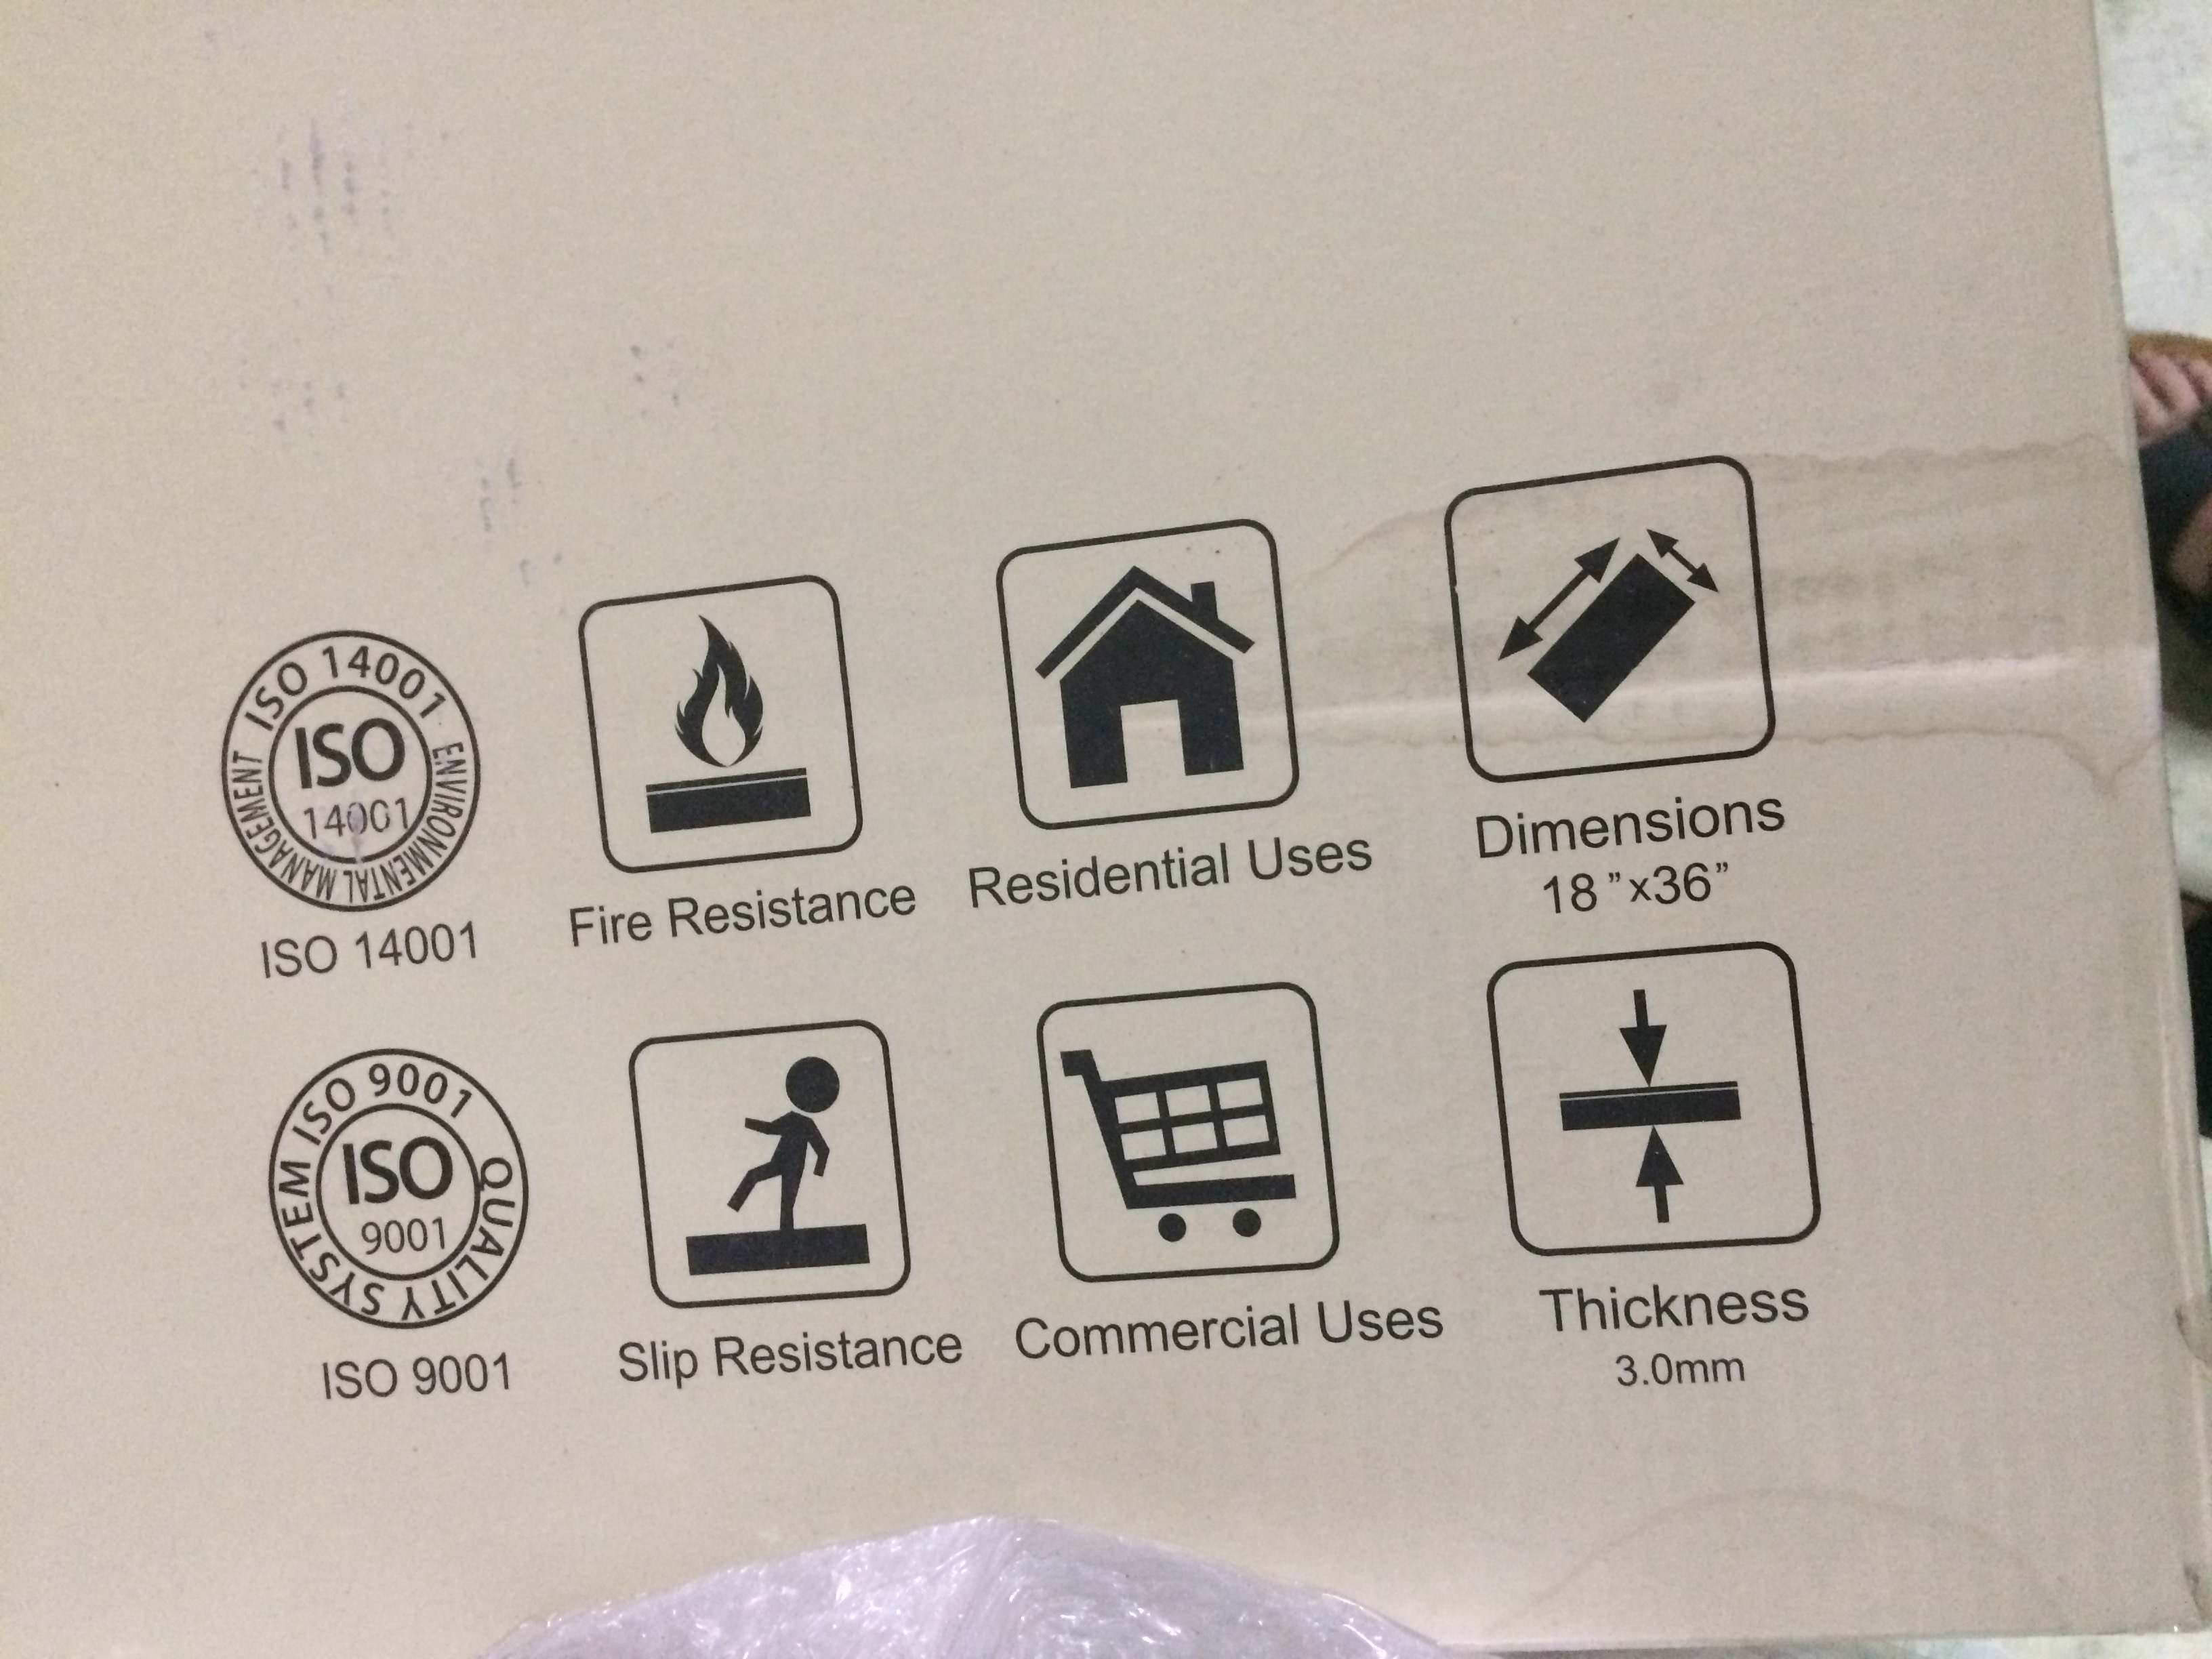 ISO 14001
ENVIRONMENTAL MANAGEMENT
ISO
14001
ISO 14001
Fire Resistance
Residential Uses
Dimensions
18"x36"
ISO 9001
QUALITY SYSTEM
ISO
9001
ISO 9001
Slip Resistance
Commercial Uses
Thickness
3.0mm